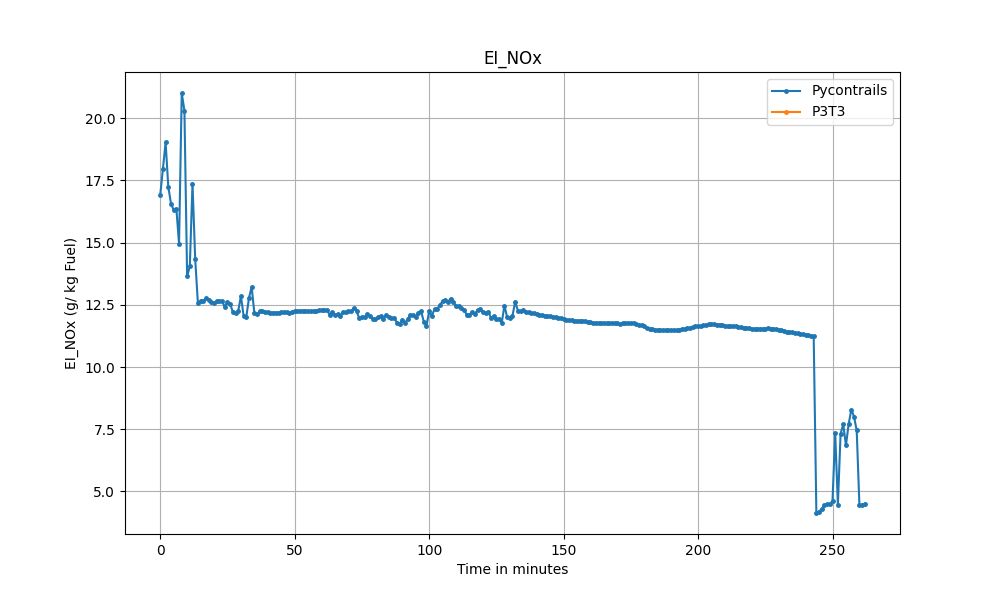 EI_NOx
Pycontrails
P3T3
EI_NOx (g/ kg Fuel)
20.0
17.5
15.0
12.5
10.0
7.5
5.0
0 50 100 150 200 250
Time in minutes